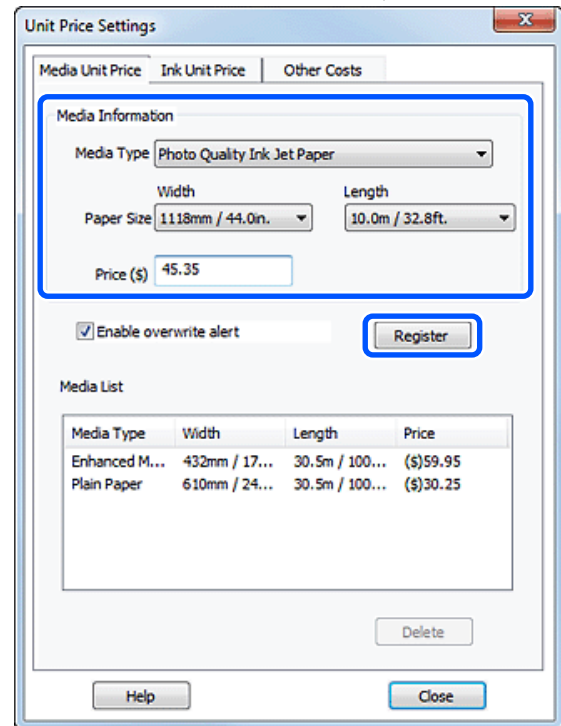 Unit Price Settings
Media Unit Price Ink Unit Price Other Costs
Media Information
Media Type Photo Quality Ink Jet Paper
Width Length
Paper Size 1118mm / 44.0in. 10.0m / 32.8ft.
Price ($) 45.35
Enable overwrite alert Register
Media List
Media Type Width Length Price
Enhanced M... 432mm / 17... 30.5m / 100... ($)59.95
Plain Paper 610mm / 24... 30.5m / 100... ($)30.25
Delete
Help Close